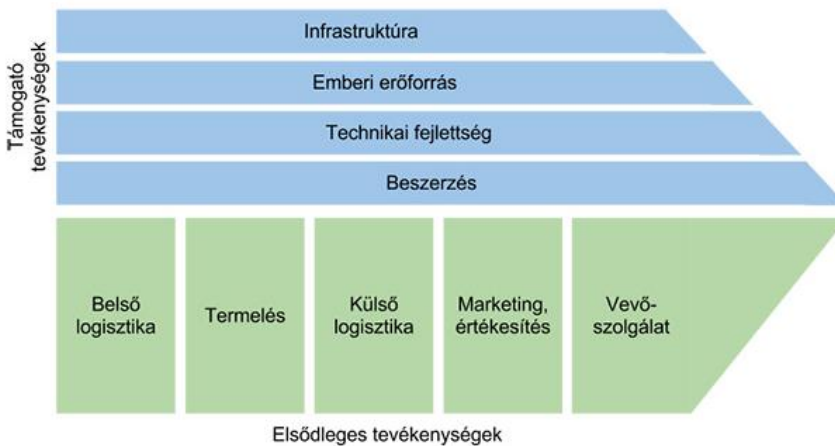 Támogató
tevékenységek
Infrastruktúra
Emberi erőforrás
Technikai fejlettség
Beszerzés
Belső
logisztika
Termelés
Külső
logisztika
Marketing,
értékesítés
Vevő-
szolgálat
Elsődleges tevékenységek